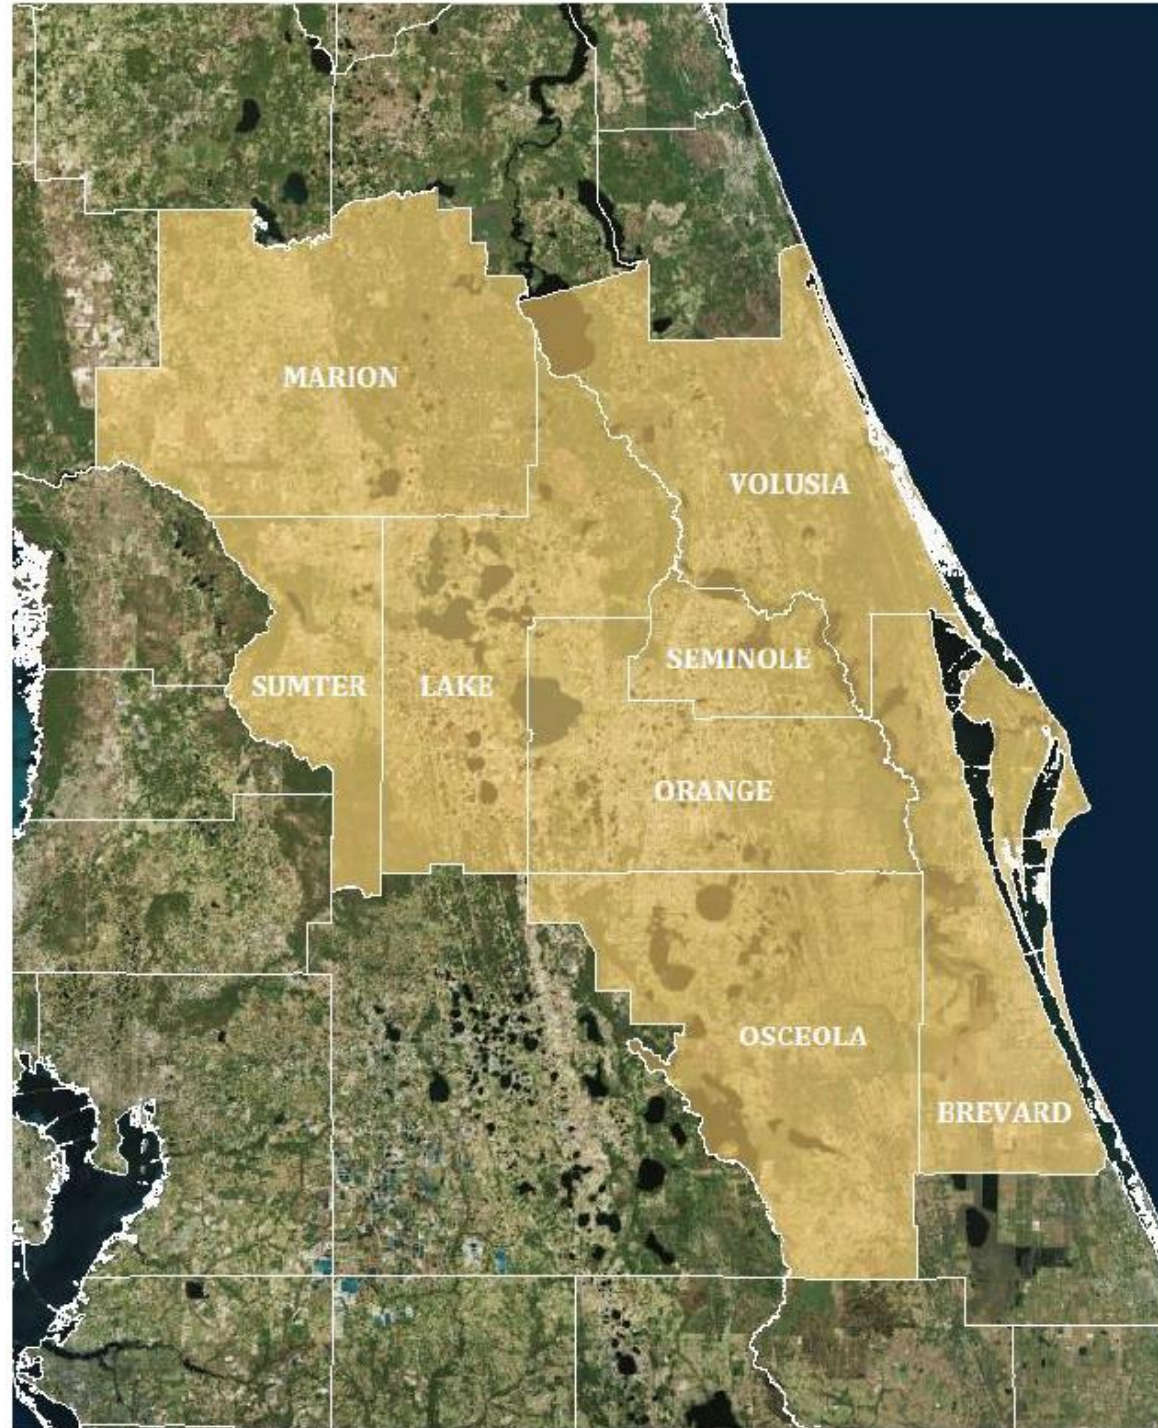 MARION
VOLUSIA
SEMINOLE
SUMTER
LAKE
ORANGE
OSCEOLA
BREVARD